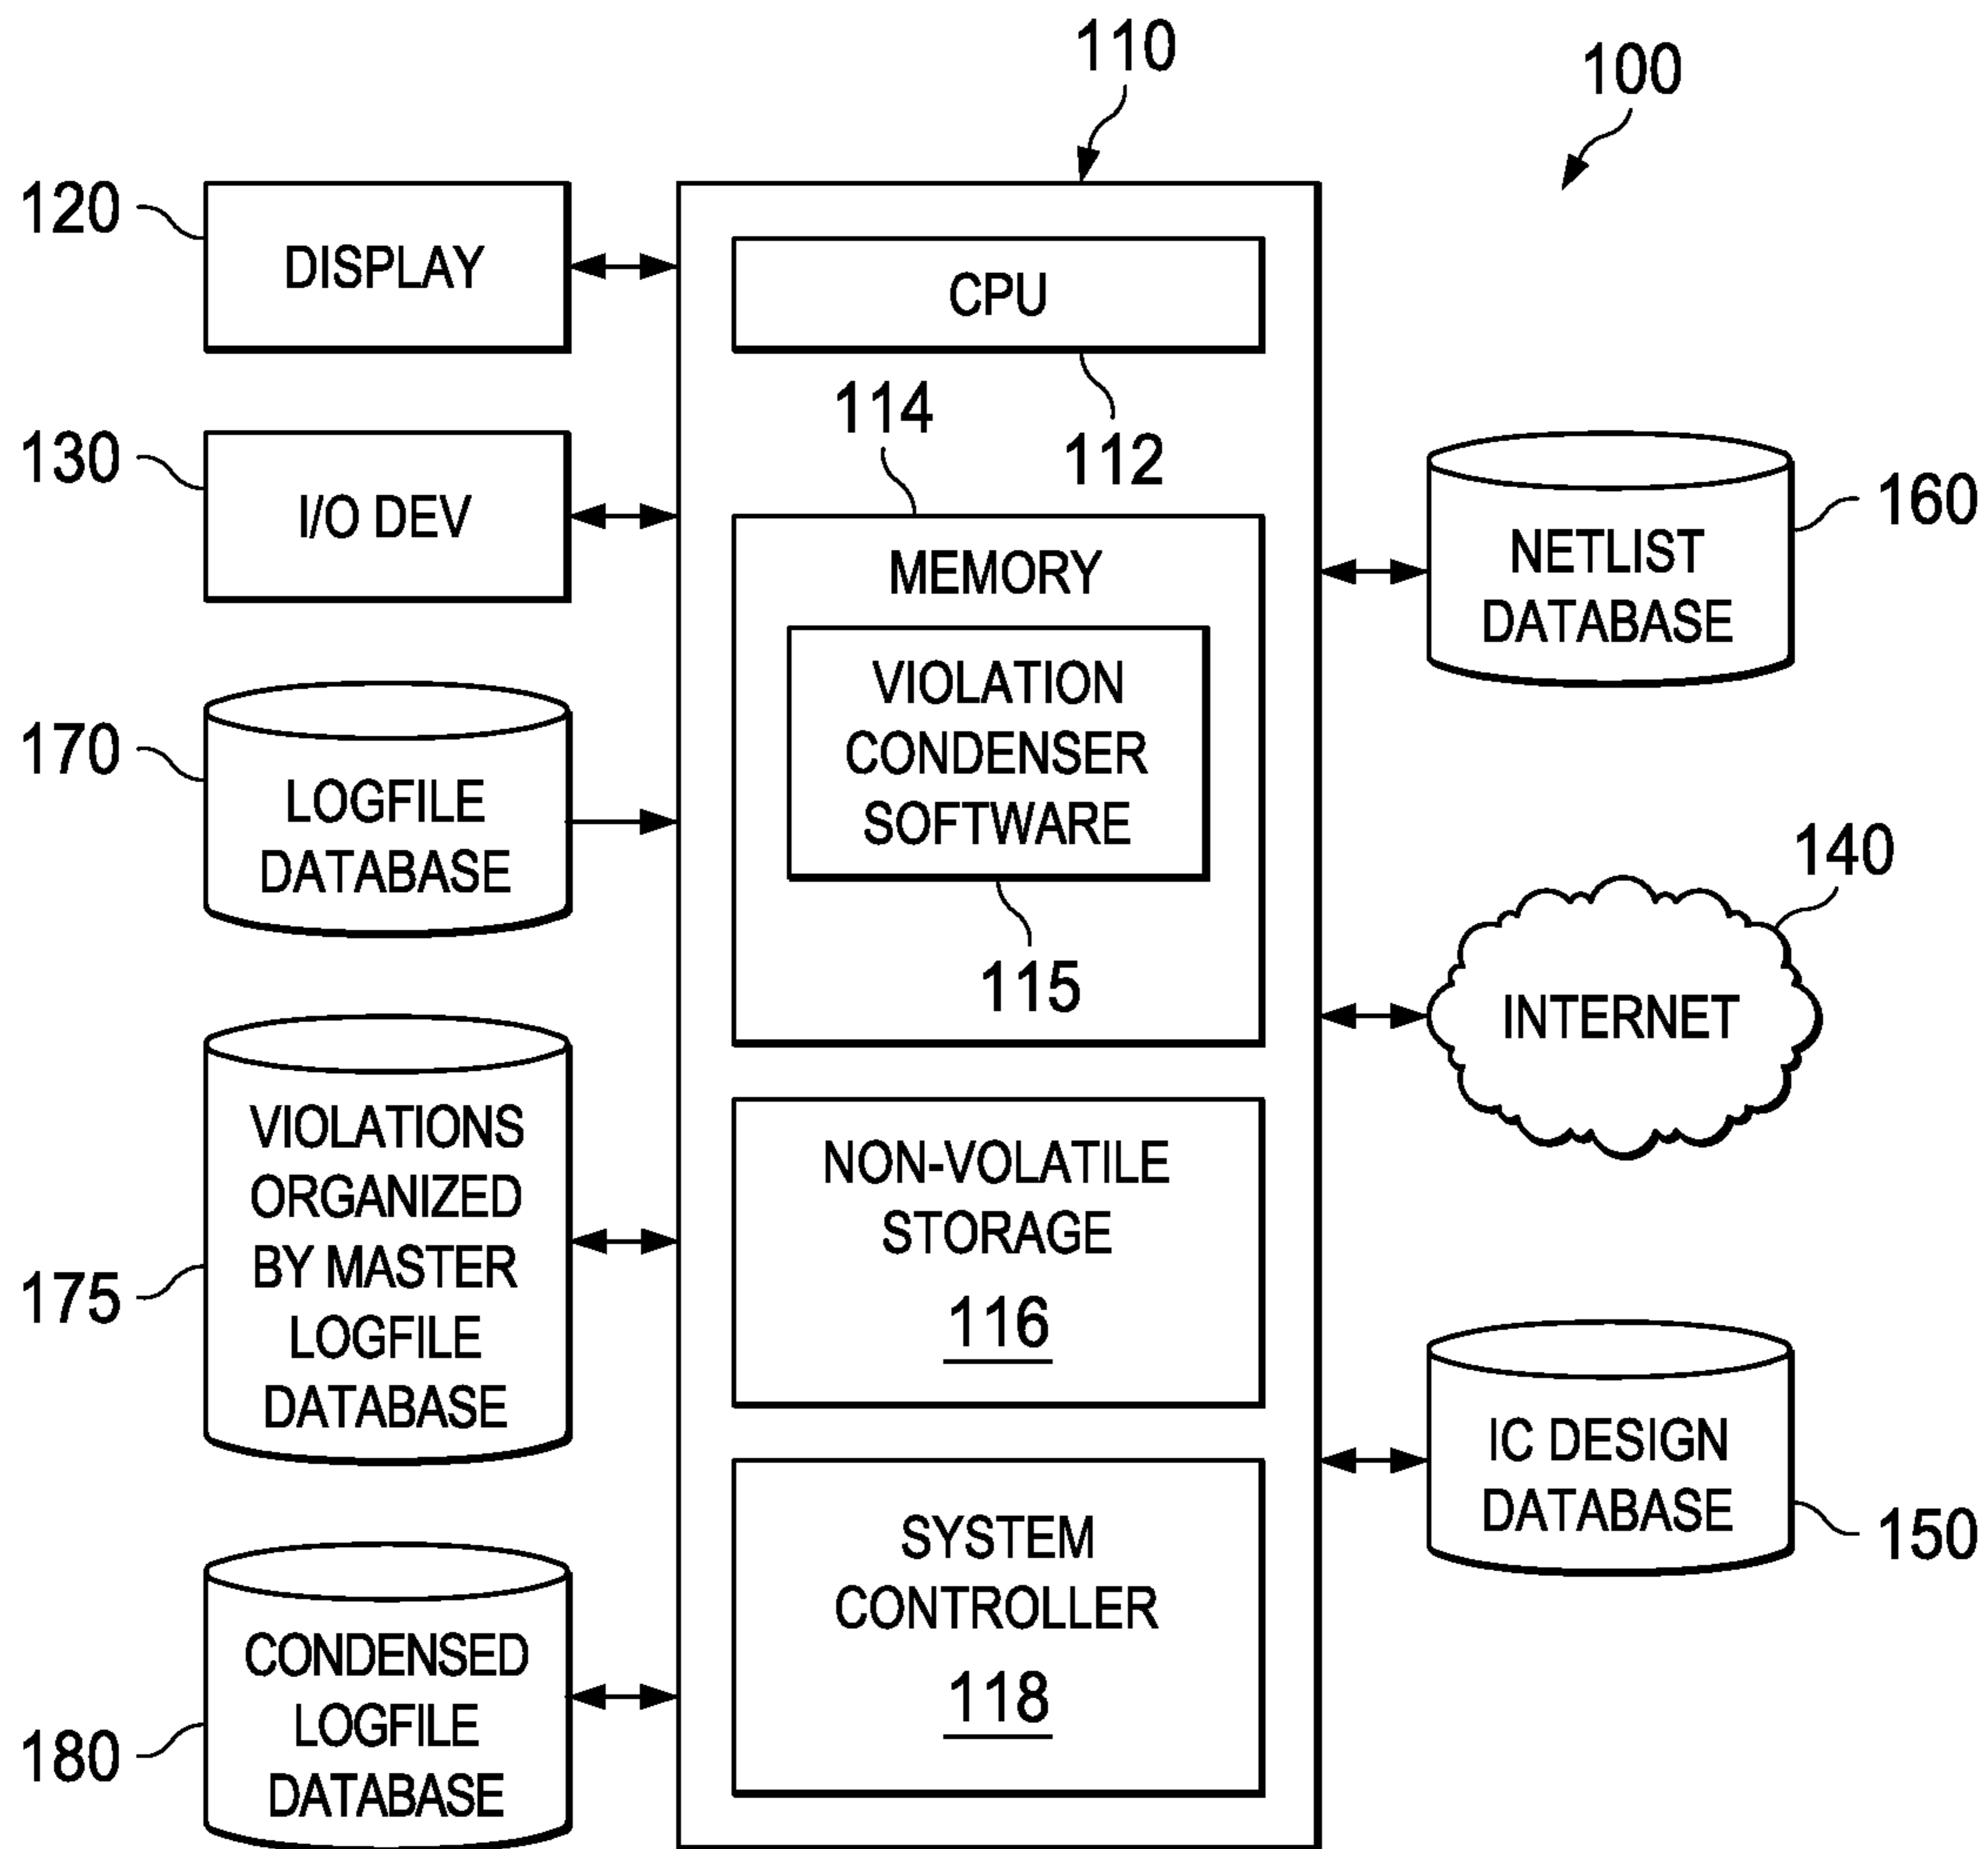 110
100
120
DISPLAY
CPU
112
130
I/O DEV
114
MEMORY
VIOLATION
CONDENSER
SOFTWARE
115
160
NETLIST
DATABASE
170
LOGFILE
DATABASE
140
INTERNET
175
VIOLATIONS
ORGANIZED
BY MASTER
LOGFILE
DATABASE
NON-VOLATILE
STORAGE
116
IC DESIGN
DATABASE
150
SYSTEM
CONTROLLER
118
180
CONDENSED
LOGFILE
DATABASE